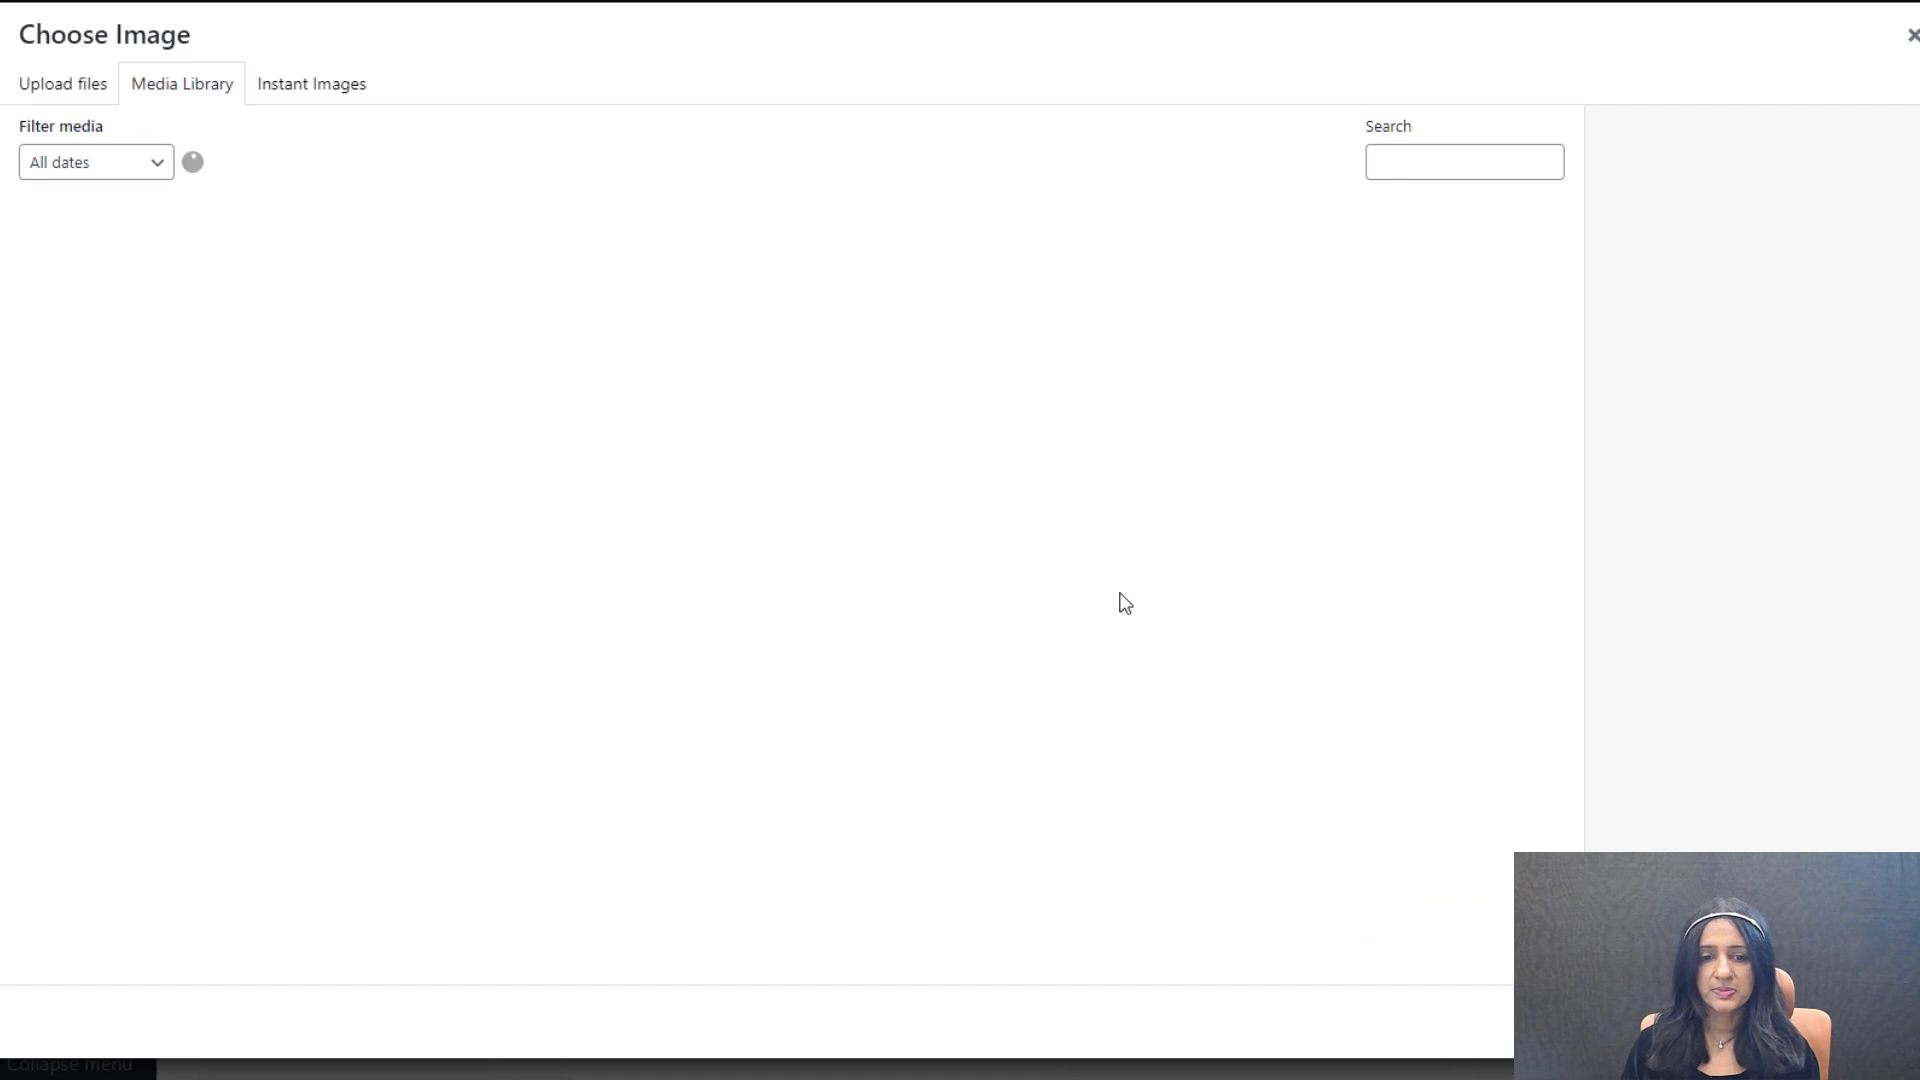 Choose Image
Upload files
Media Library
Instant Images
Filter media
Search
All dates
Collapse menu